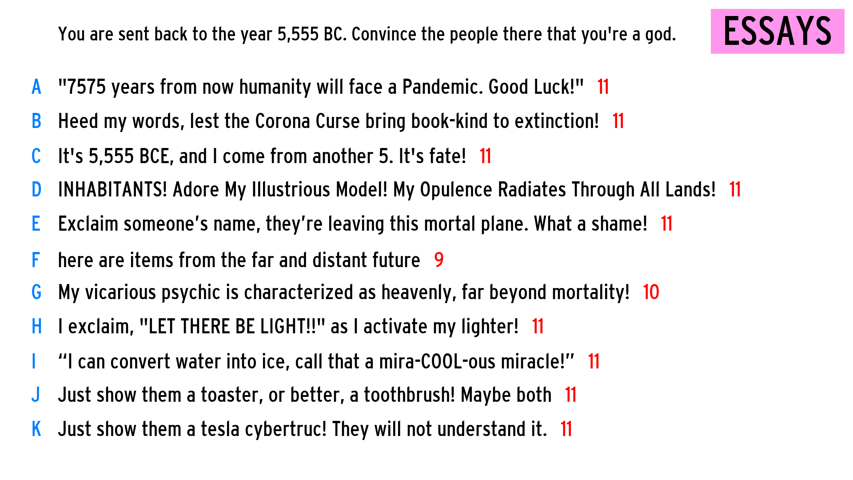 You are sent back to the year 5,555 BC. Convince the people there that you're a god.
ESSAYS
A "7575 years from now humanity will face a Pandemic. Good Luck!" 11
B Heed my words, lest the Corona Curse bring book-kind to extinction! 11
C It's 5,555 BCE, and I come from another 5. It's fate! 11
D INHABITANTS! Adore My Illustrious Model! My Opulence Radiates Through All Lands! 11
E Exclaim someone’s name, they’re leaving this mortal plane. What a shame! 11
F here are items from the far and distant future 9
G My vicarious psychic is characterized as heavenly, far beyond mortality! 10
H I exclaim, "LET THERE BE LIGHT!!" as I activate my lighter! 11
I “I can convert water into ice, call that a mira-COOL-ous miracle!” 11
J Just show them a toaster, or better, a toothbrush! Maybe both 11
K Just show them a tesla cybertruc! They will not understand it. 11